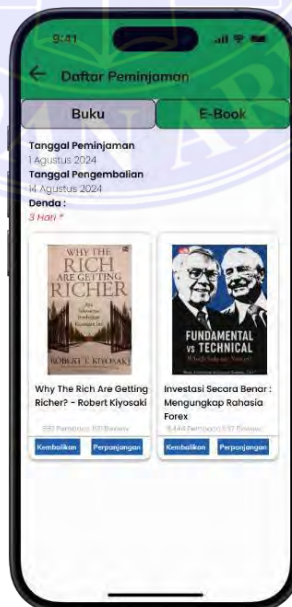 9:41
Daftar Peminjaman
Buku
E-Book
Tanggal Peminjaman
1 Agustus 2024
Tanggal Pengembalian
14 Agustus 2024
Denda :
3 Hari *
WHY THE
RICH
ARE GETTING
RICHER
ROBERT T. KIYOSAKI
Why The Rich Are Getting
Richer? - Robert Kiyosaki
Kembalikan
Perpanjangan
FUNDAMENTAL
VS TECHNICAL
Investasi Secara Benar :
Mengungkap Rahasia
Forex
Kembalikan
Perpanjangan